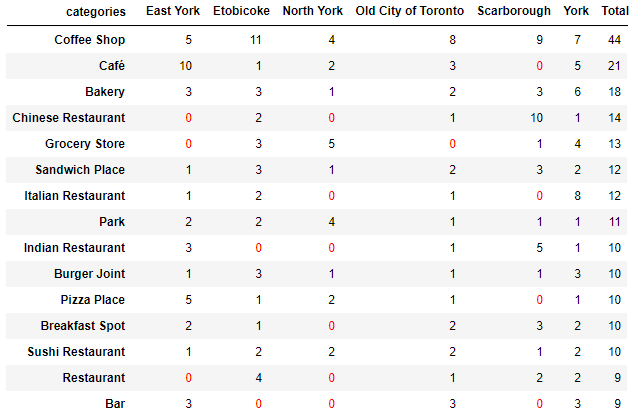 categories East York Etobicoke North York Old City of Toronto Scarborough York Total
Coffee Shop 5 11 4 8 9 7 44
Café 10 1 2 3 0 5 21
Bakery 3 3 1 2 3 6 18
Chinese Restaurant 0 2 0 1 10 1 14
Grocery Store 0 3 5 0 1 4 13
Sandwich Place 1 3 1 2 3 2 12
Italian Restaurant 1 2 0 1 0 8 12
Park 2 2 4 1 1 1 11
Indian Restaurant 3 0 0 1 5 1 10
Burger Joint 1 3 1 1 1 3 10
Pizza Place 5 1 2 1 0 1 10
Breakfast Spot 2 1 0 2 3 2 10
Sushi Restaurant 1 2 2 2 1 2 10
Restaurant 0 4 0 1 2 2 9
Bar 3 0 0 3 0 3 9